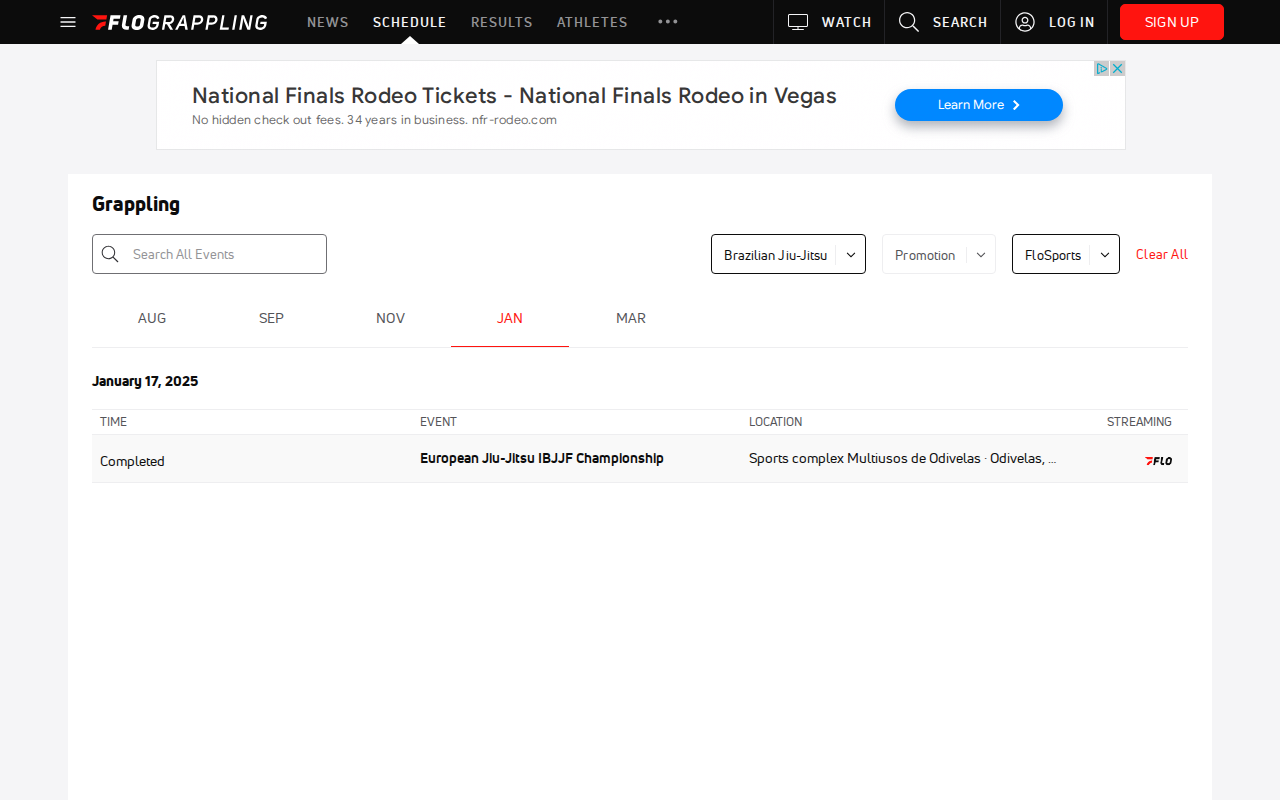 FLOGRAPPLING NEWS SCHEDULE RESULTS ATHLETES ••• WATCH SEARCH LOG IN SIGN UP
National Finals Rodeo Tickets - National Finals Rodeo in Vegas
No hidden check out fees. 34 years in business. nfr-rodeo.com
Learn More
Grappling
Search All Events Brazilian Jiu-Jitsu Promotion FloSports Clear All
AUG SEP NOV JAN MAR
January 17, 2025
TIME EVENT LOCATION STREAMING
Completed European Jiu-Jitsu IBJJF Championship Sports complex Multiusos de Odivelas · Odivelas, ... FLO